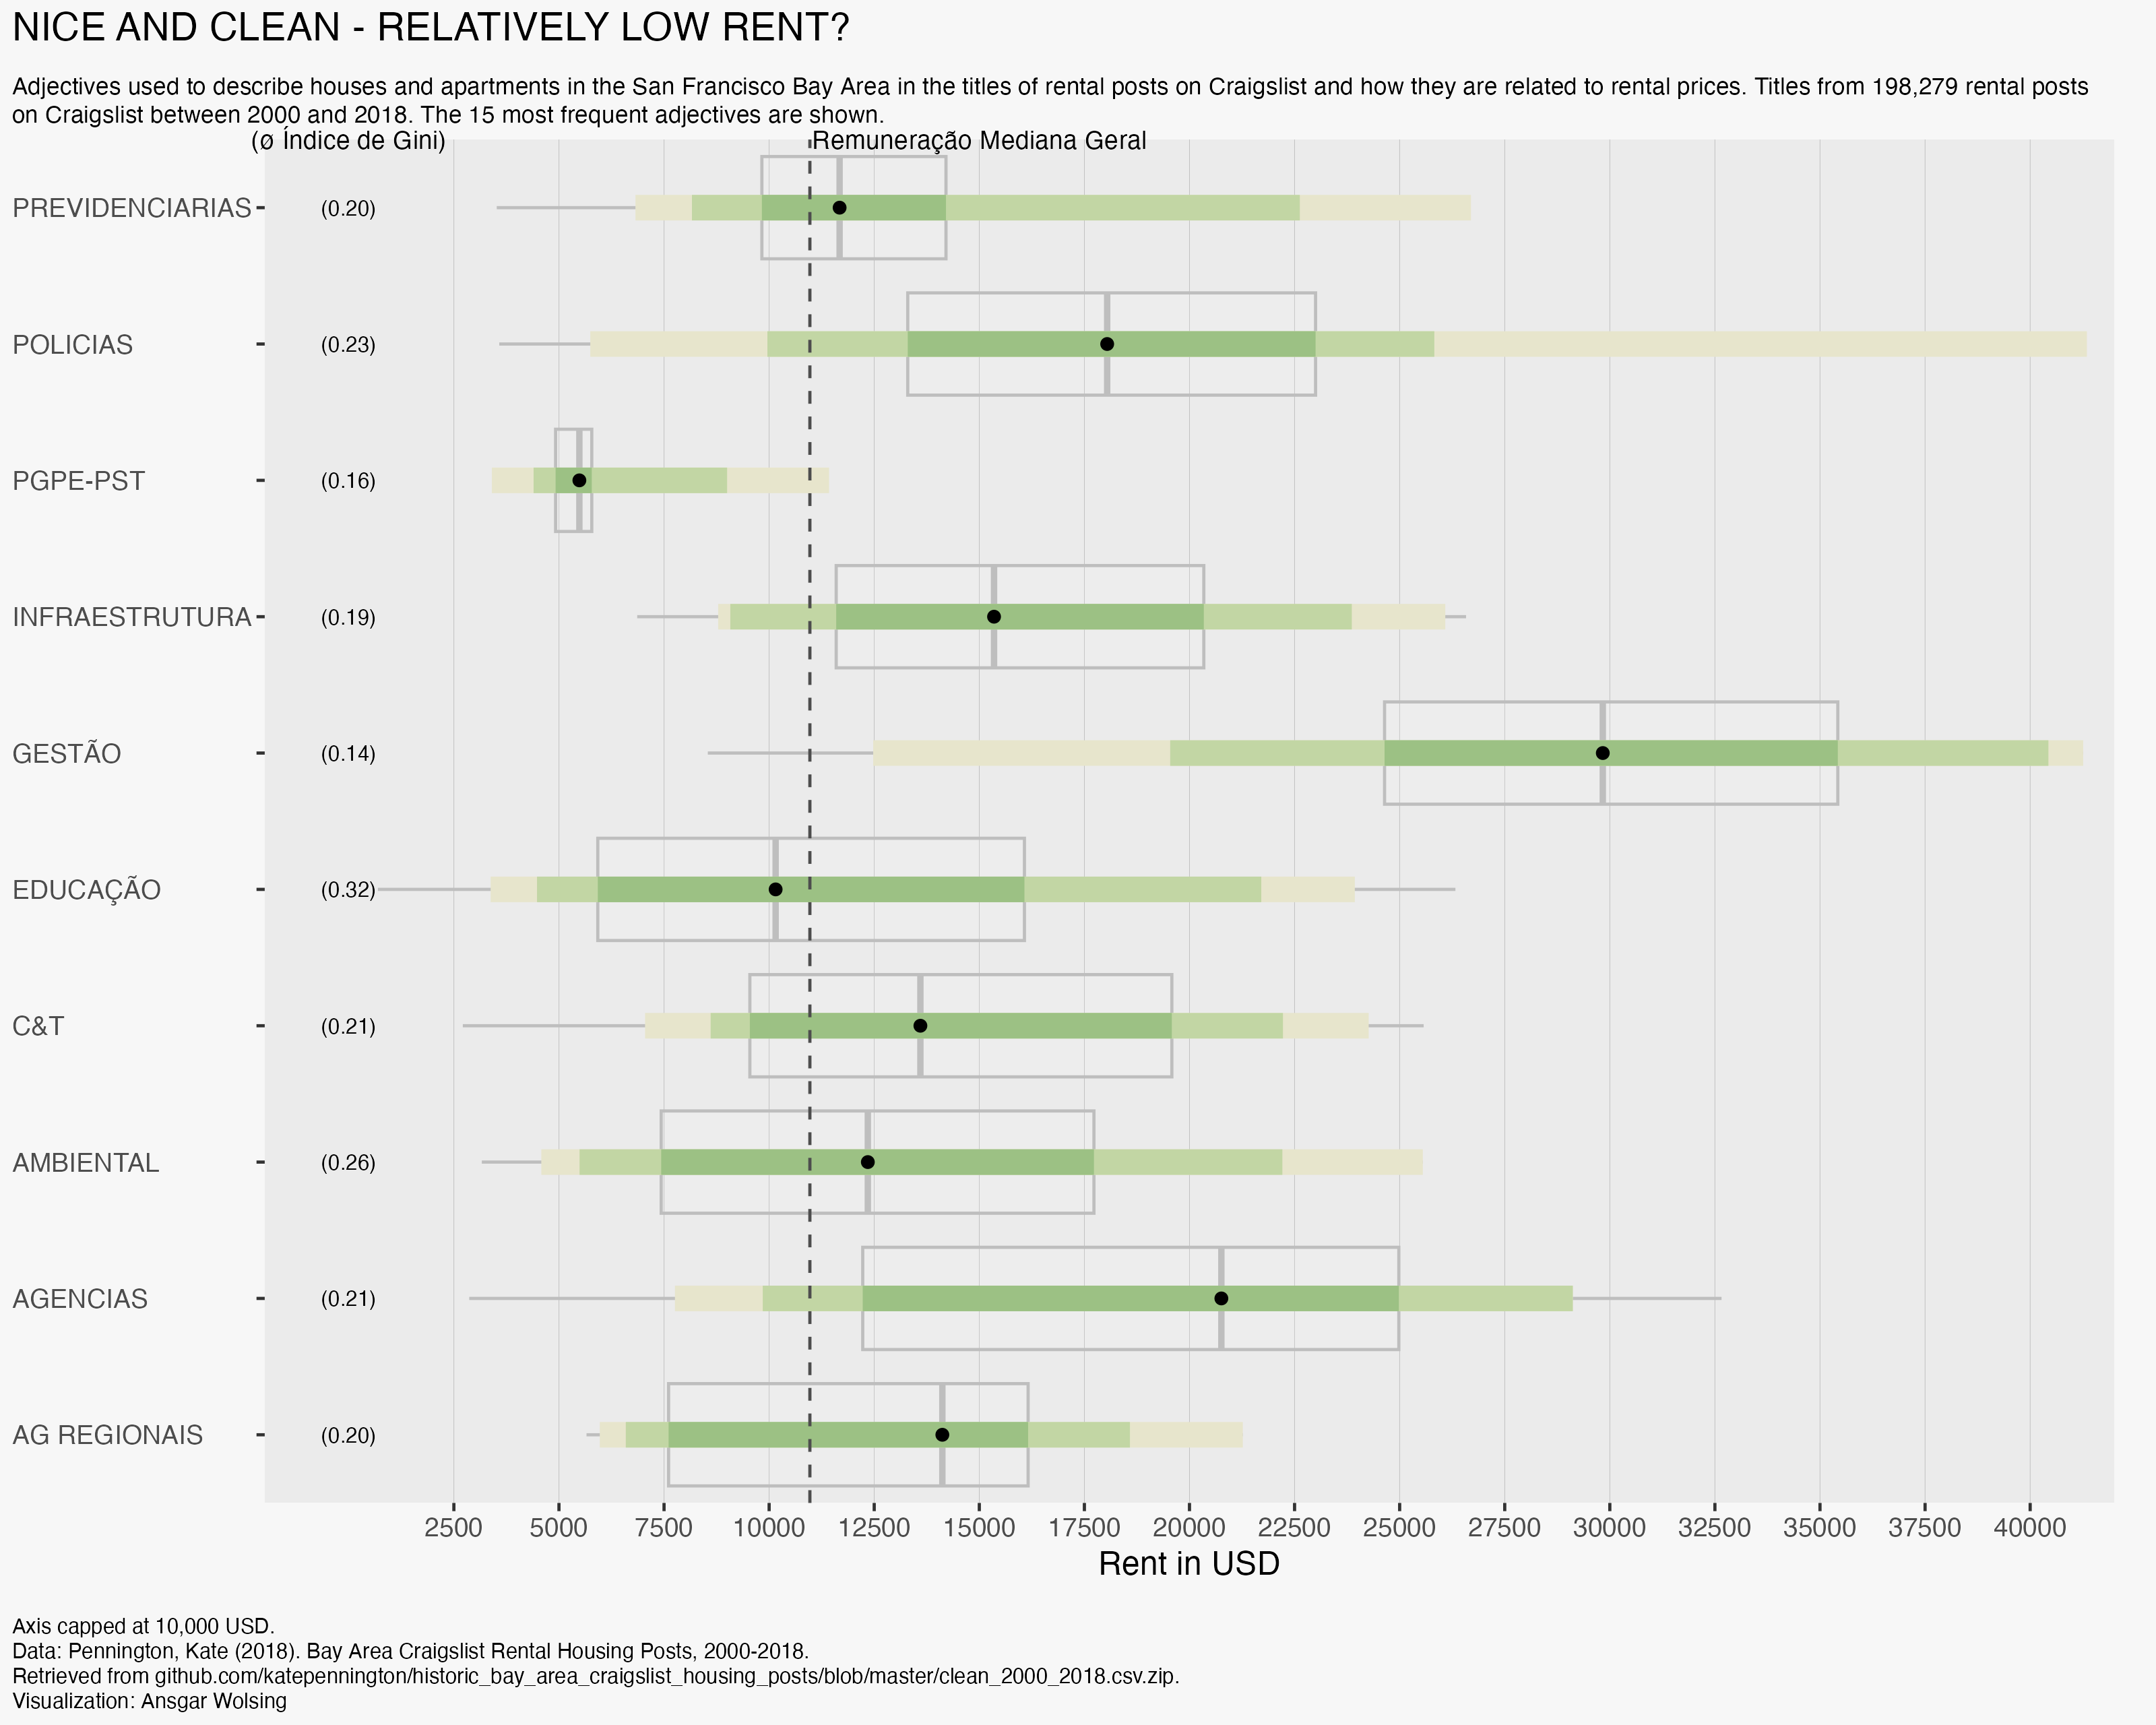 NICE AND CLEAN - RELATIVELY LOW RENT?
Adjectives used to describe houses and apartments in the San Francisco Bay Area in the titles of rental posts on Craigslist and how they are related to rental prices. Titles from 198,279 rental posts
on Craigslist between 2000 and 2018. The 15 most frequent adjectives are shown.
(ø Índice de Gini) Remuneração Mediana Geral
PREVIDENCIARIAS (0.20)
POLICIAS (0.23)
PGPE-PST (0.16)
INFRAESTRUTURA (0.19)
GESTÃO (0.14)
EDUCAÇÃO (0.32)
C&T (0.21)
AMBIENTAL (0.26)
AGENCIAS (0.21)
AG REGIONAIS (0.20)
2500 5000 7500 10000 12500 15000 17500 20000 22500 25000 27500 30000 32500 35000 37500 40000
Rent in USD
Axis capped at 10,000 USD.
Data: Pennington, Kate (2018). Bay Area Craigslist Rental Housing Posts, 2000-2018.
Retrieved from github.com/katepennington/historic_bay_area_craigslist_housing_posts/blob/master/clean_2000_2018.csv.zip.
Visualization: Ansgar Wolsing